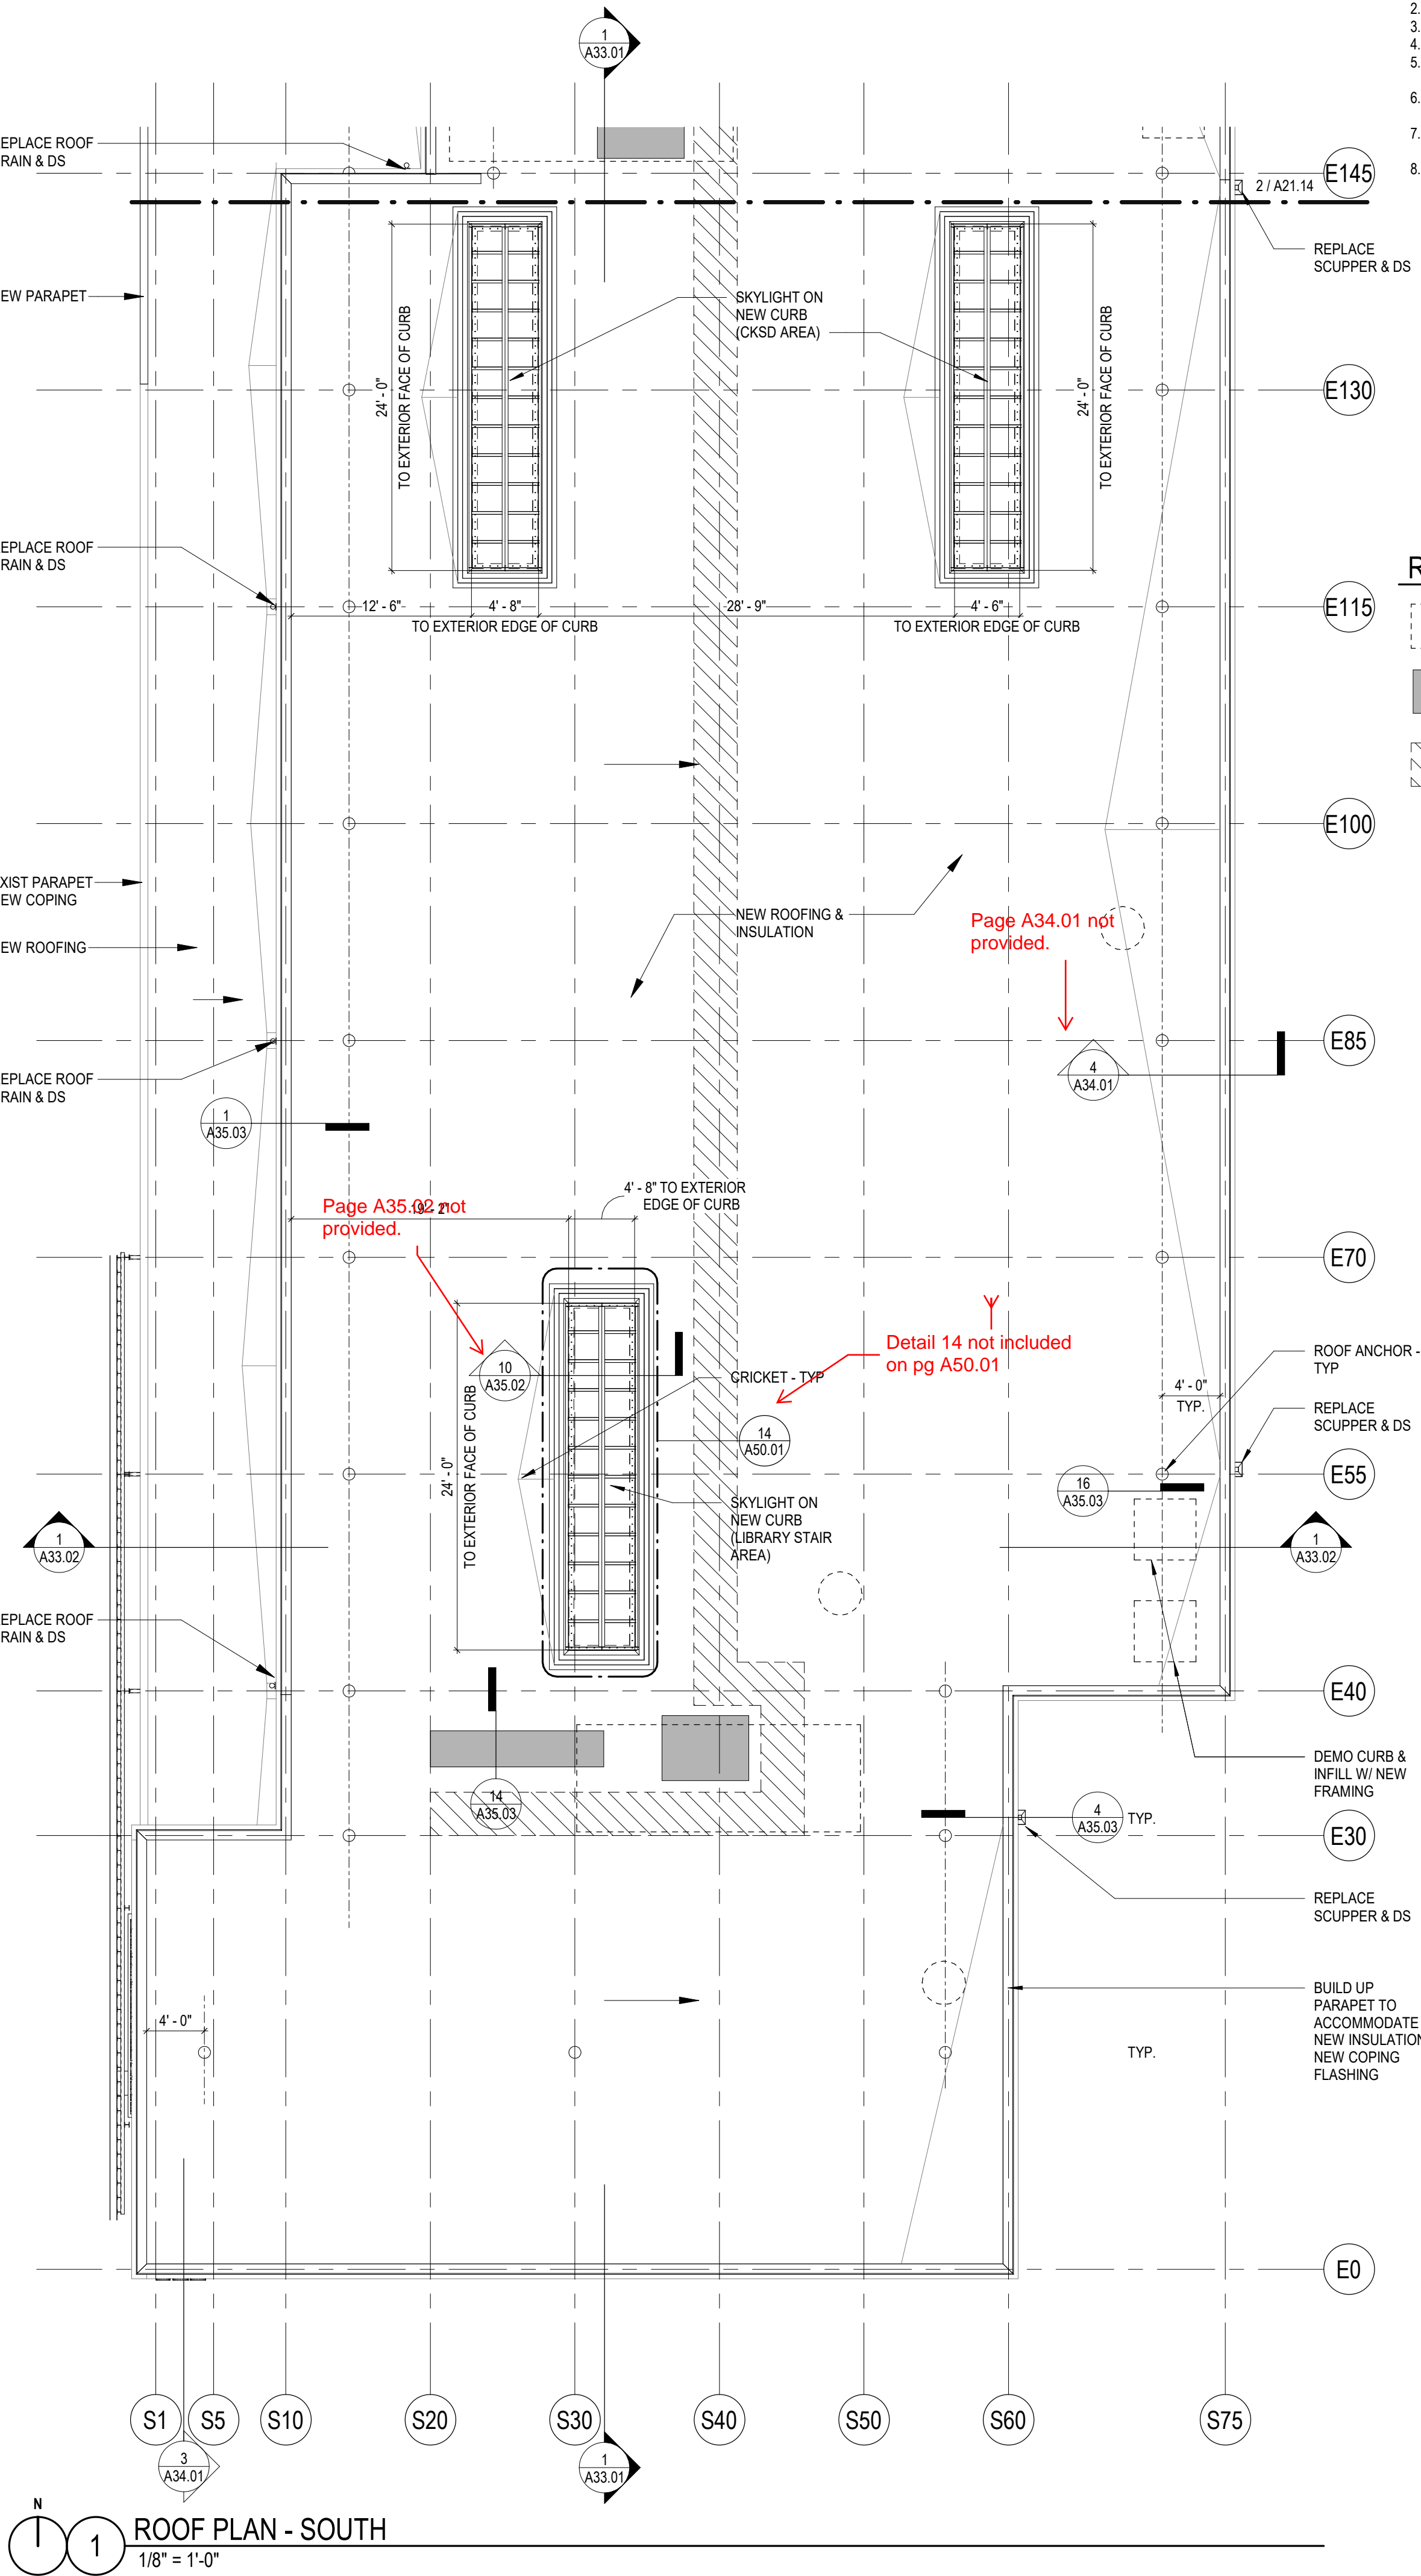 1
A33.01
2.
3.
4.
5.
6.
7.
8.
EPLACE ROOF
RAIN & DS
E145
2 / A21.14
REPLACE
SCUPPER & DS
EW PARAPET
SKYLIGHT ON
NEW CURB
(CKSD AREA)
24' - 0"
TO EXTERIOR FACE OF CURB
24' - 0"
TO EXTERIOR FACE OF CURB
E130
EPLACE ROOF
RAIN & DS
R
12' - 6"
4' - 8"
28' - 9"
4' - 6"
E115
TO EXTERIOR EDGE OF CURB
TO EXTERIOR EDGE OF CURB
E100
XIST PARAPET
EW COPING
NEW ROOFING &
INSULATION
Page A34.01 not
provided.
EW ROOFING
E85
4
A34.01
EPLACE ROOF
RAIN & DS
1
A35.03
4' - 8" TO EXTERIOR
EDGE OF CURB
Page A35.02 not
provided.
19' - 2"
E70
Detail 14 not included
on pg A50.01
ROOF ANCHOR -
TYP
10
A35.02
CRICKET - TYP
4' - 0"
TYP.
REPLACE
SCUPPER & DS
14
A50.01
24' - 0"
TO EXTERIOR FACE OF CURB
E55
16
A35.03
SKYLIGHT ON
NEW CURB
(LIBRARY STAIR
AREA)
1
A33.02
1
A33.02
EPLACE ROOF
RAIN & DS
E40
DEMO CURB &
INFILL W/ NEW
FRAMING
14
A35.03
4
A35.03
TYP.
E30
REPLACE
SCUPPER & DS
BUILD UP
PARAPET TO
ACCOMMODATE
NEW INSULATION
NEW COPING
FLASHING
4' - 0"
TYP.
E0
S1
S5
S10
S20
S30
S40
S50
S60
S75
3
A34.01
1
A33.01
N
1
ROOF PLAN - SOUTH
1/8" = 1'-0"